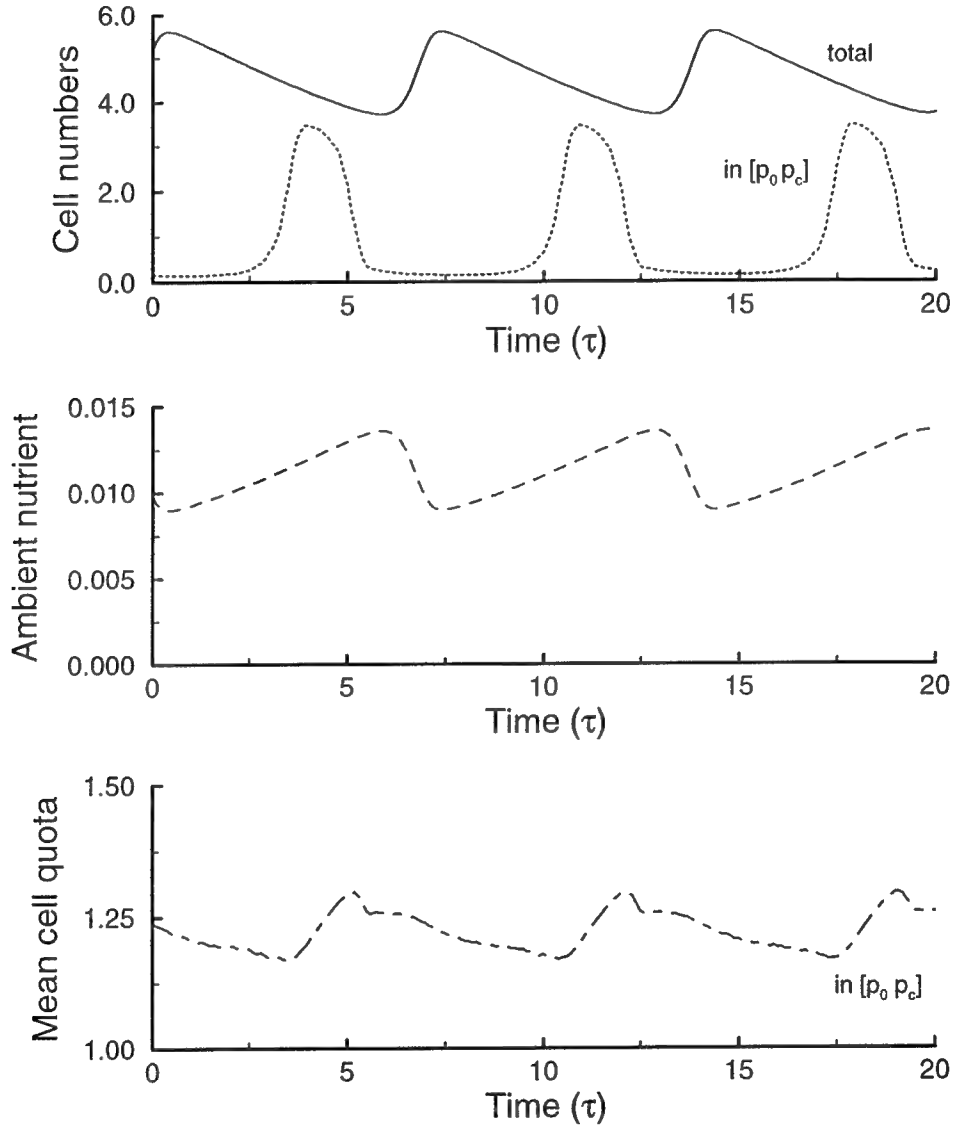 Cell numbers
6.0
4.0
2.0
0.0
total
in [p₀ p_c]
0 5 10 15 20
Time (τ)
Ambient nutrient
0.015
0.010
0.005
0.000
0 5 10 15 20
Time (τ)
Mean cell quota
1.50
1.25
1.00
in [p₀ p_c]
0 5 10 15 20
Time (τ)